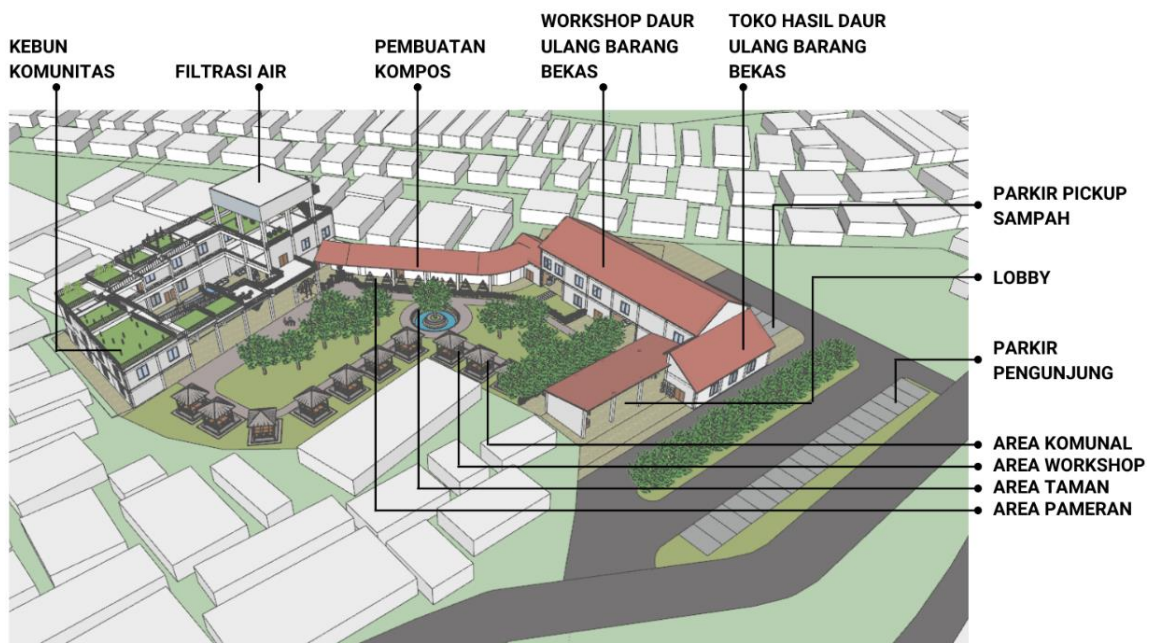 KEBUN
KOMUNITAS
FILTRASI AIR
PEMBUATAN
KOMPOS
WORKSHOP DAUR
ULANG BARANG
BEKAS
TOKO HASIL DAUR
ULANG BARANG
BEKAS
PARKIR PICKUP
SAMPAH
LOBBY
PARKIR
PENGUNJUNG
AREA KOMUNAL
AREA WORKSHOP
AREA TAMAN
AREA PAMERAN